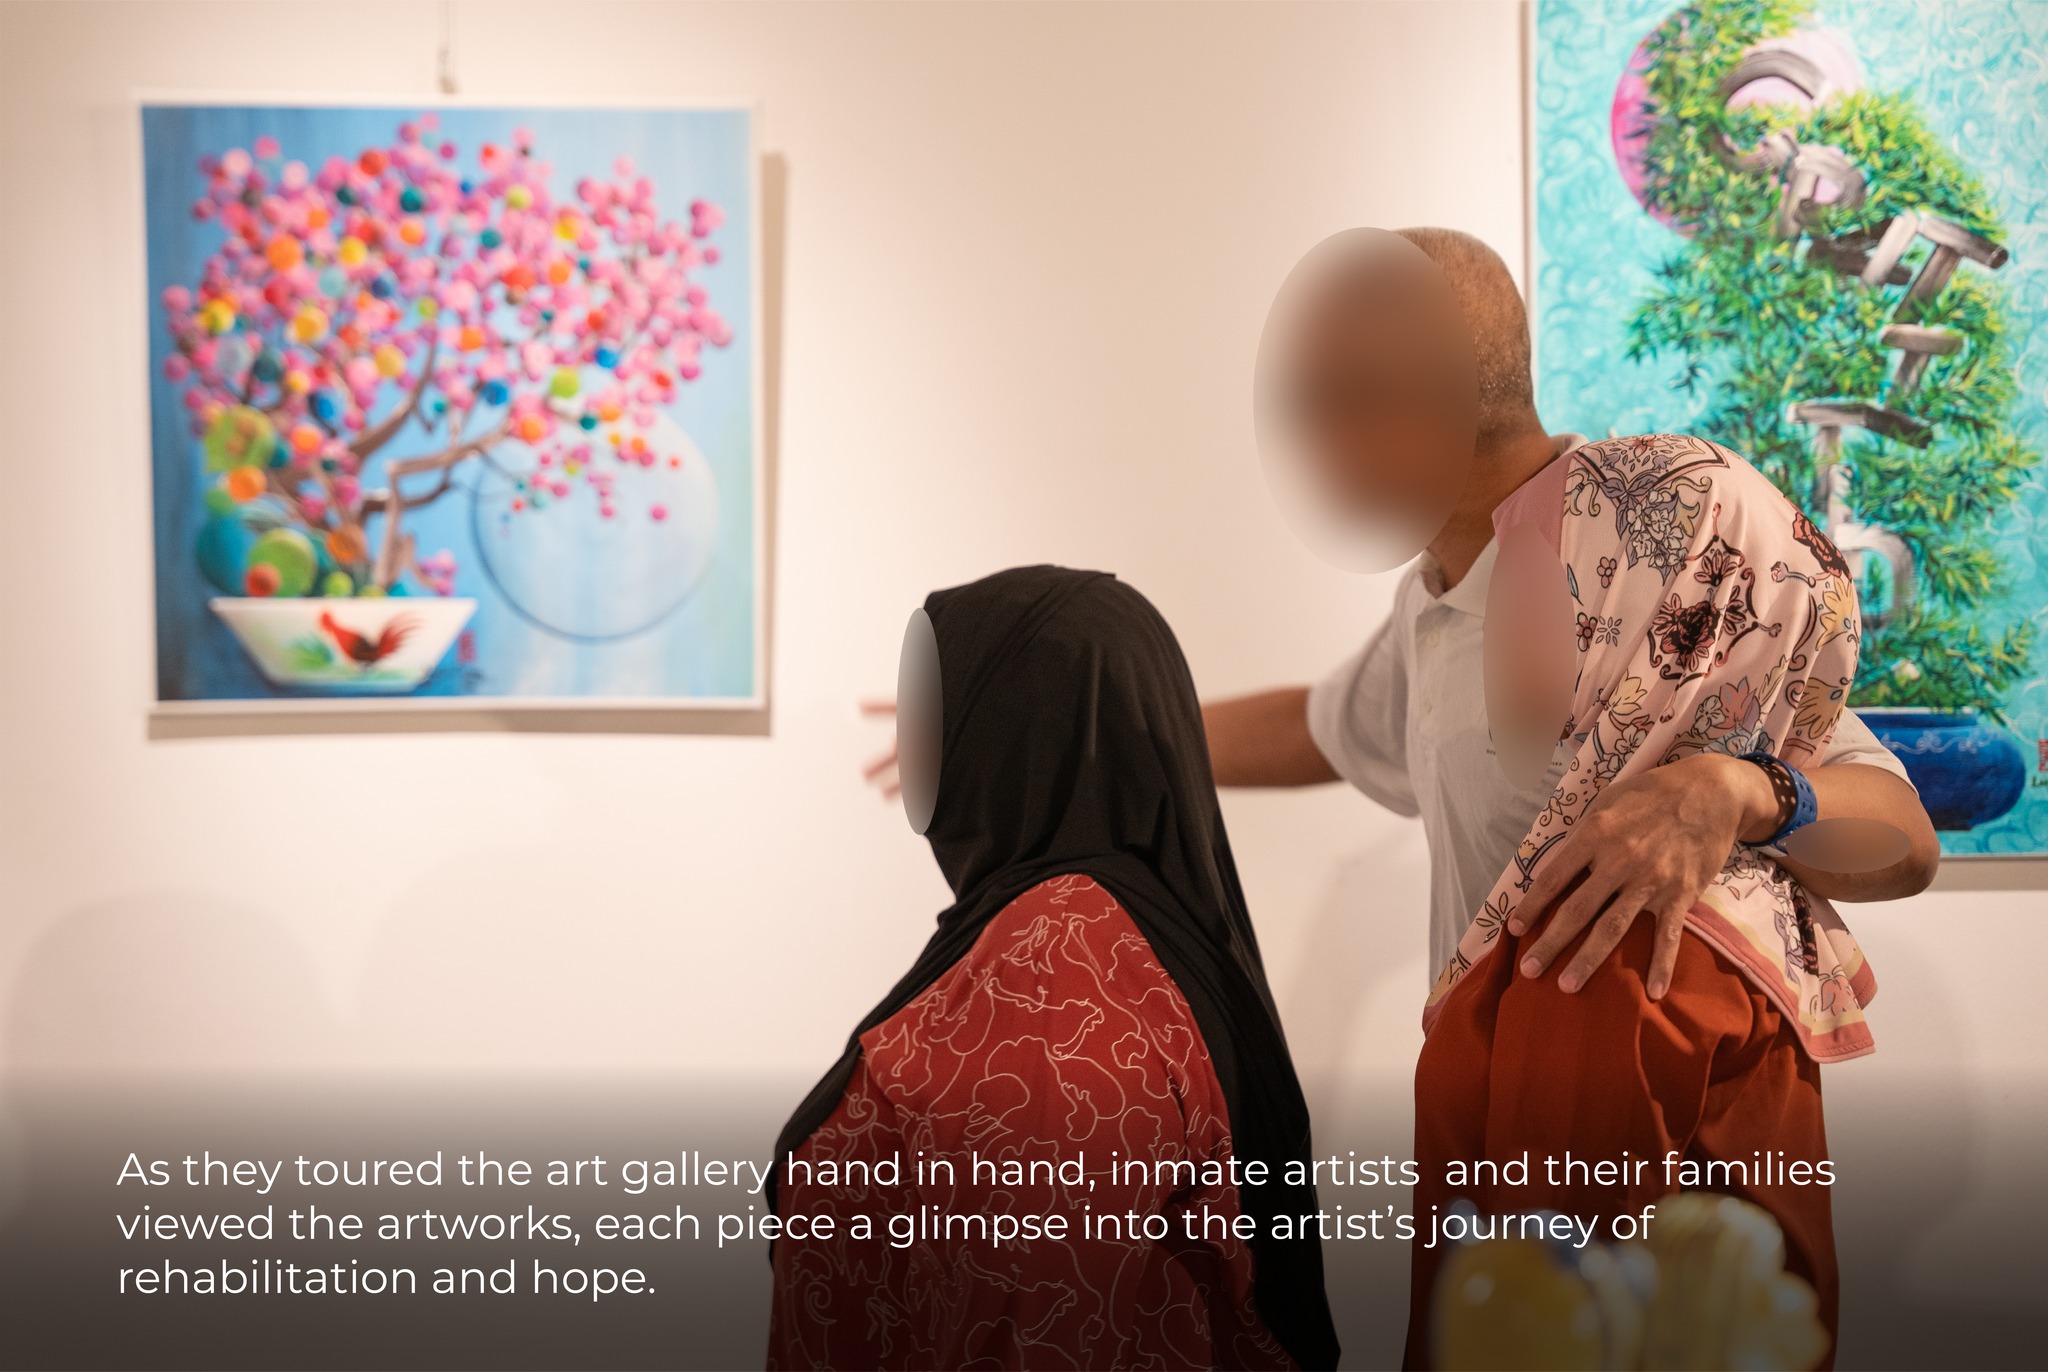 As they toured the art gallery hand in hand, inmate artists  and their families
viewed the artworks, each piece a glimpse into the artist’s journey of
rehabilitation and hope.